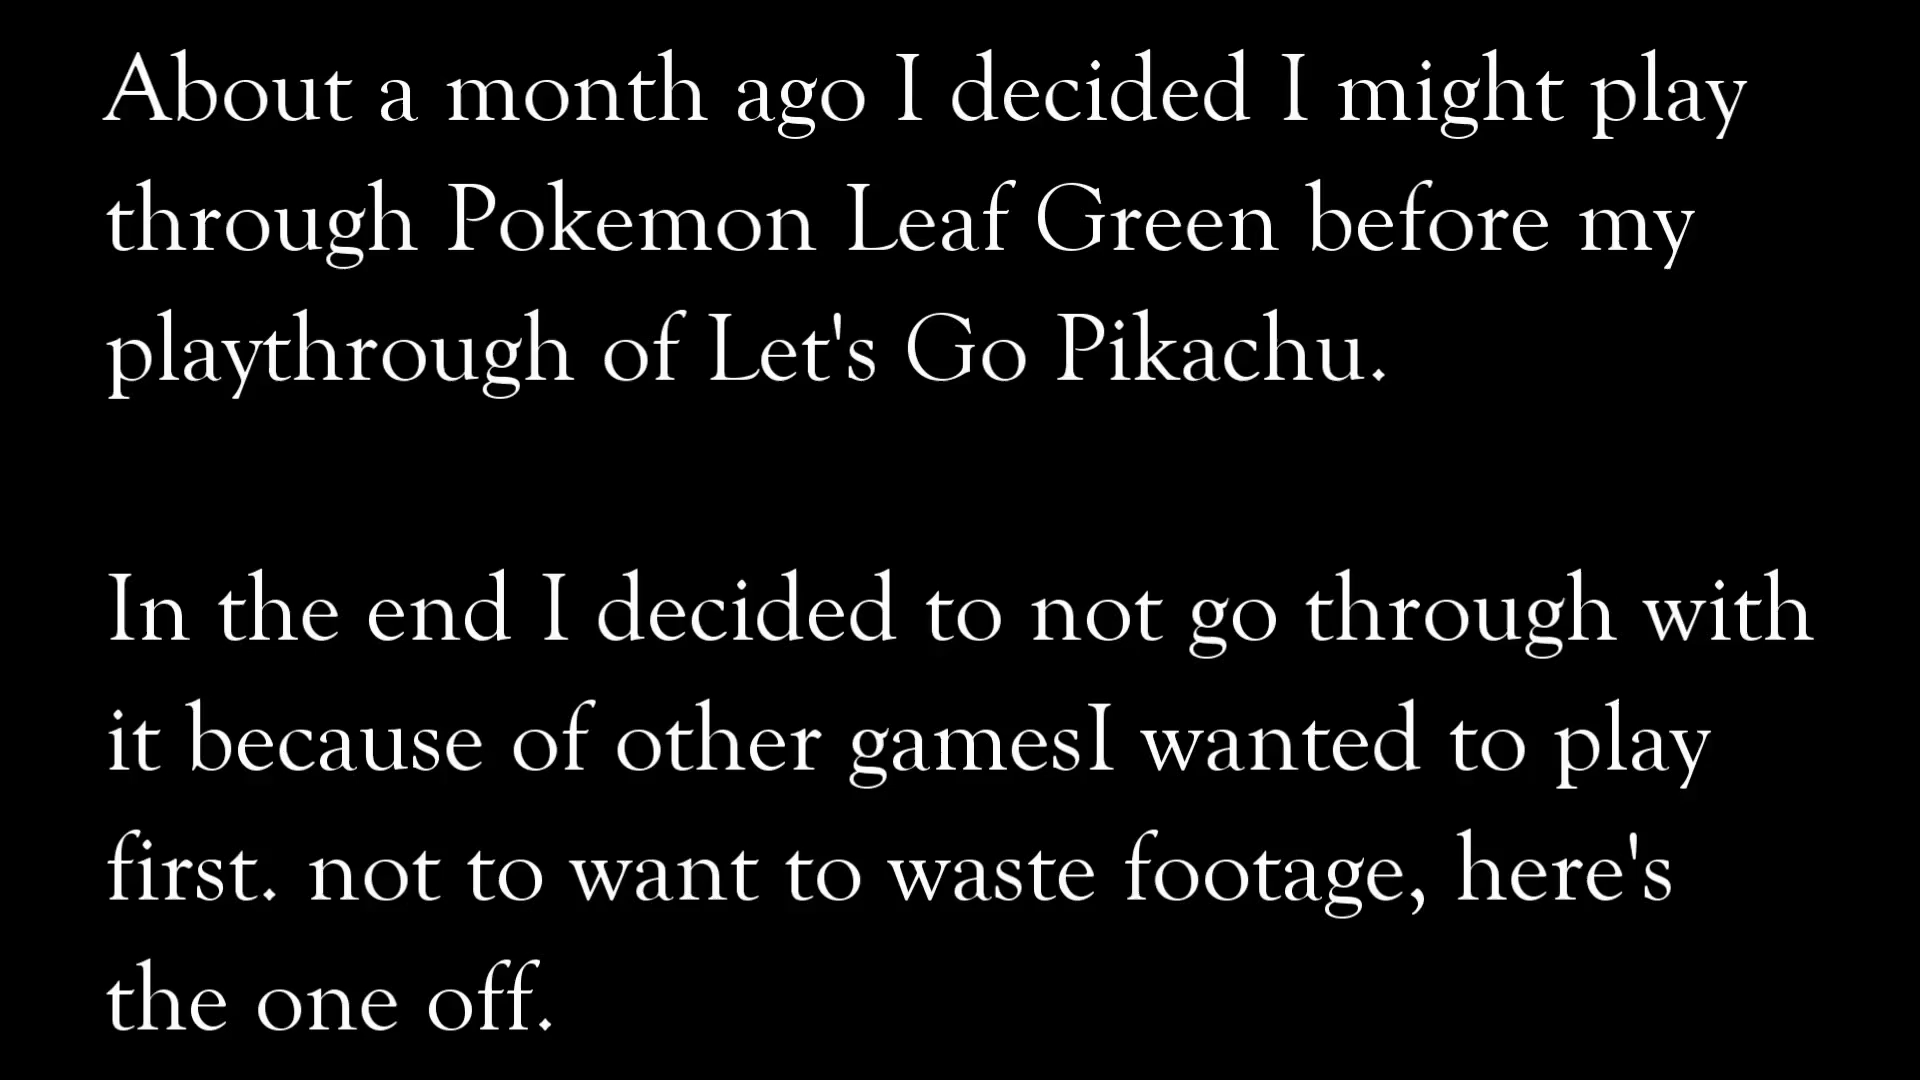 About a month ago I decided I might play
through Pokemon Leaf Green before my
playthrough of Let's Go Pikachu.
In the end I decided to not go through with
it because of other gamesI wanted to play
first. not to want to waste footage, here's
the one off.